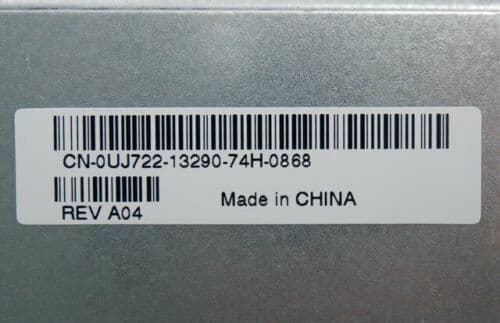 CN-0UJ722-13290-74H-0868
REV A04
Made in CHINA